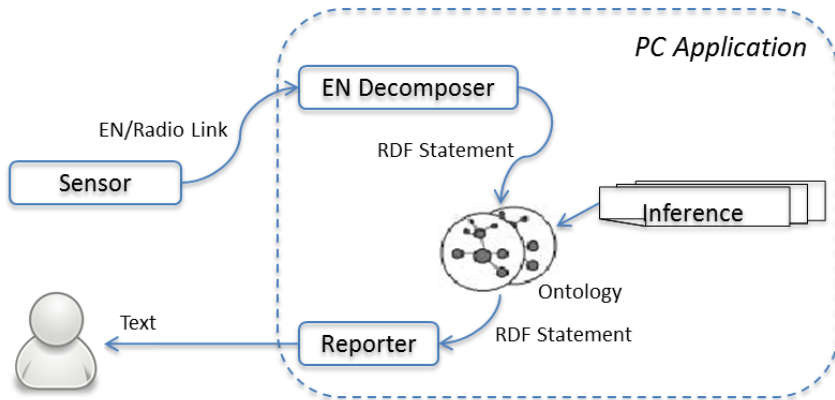 PC Application
EN Decomposer
EN/Radio Link
RDF Statement
Sensor
Inference
Ontology
Text
RDF Statement
Reporter